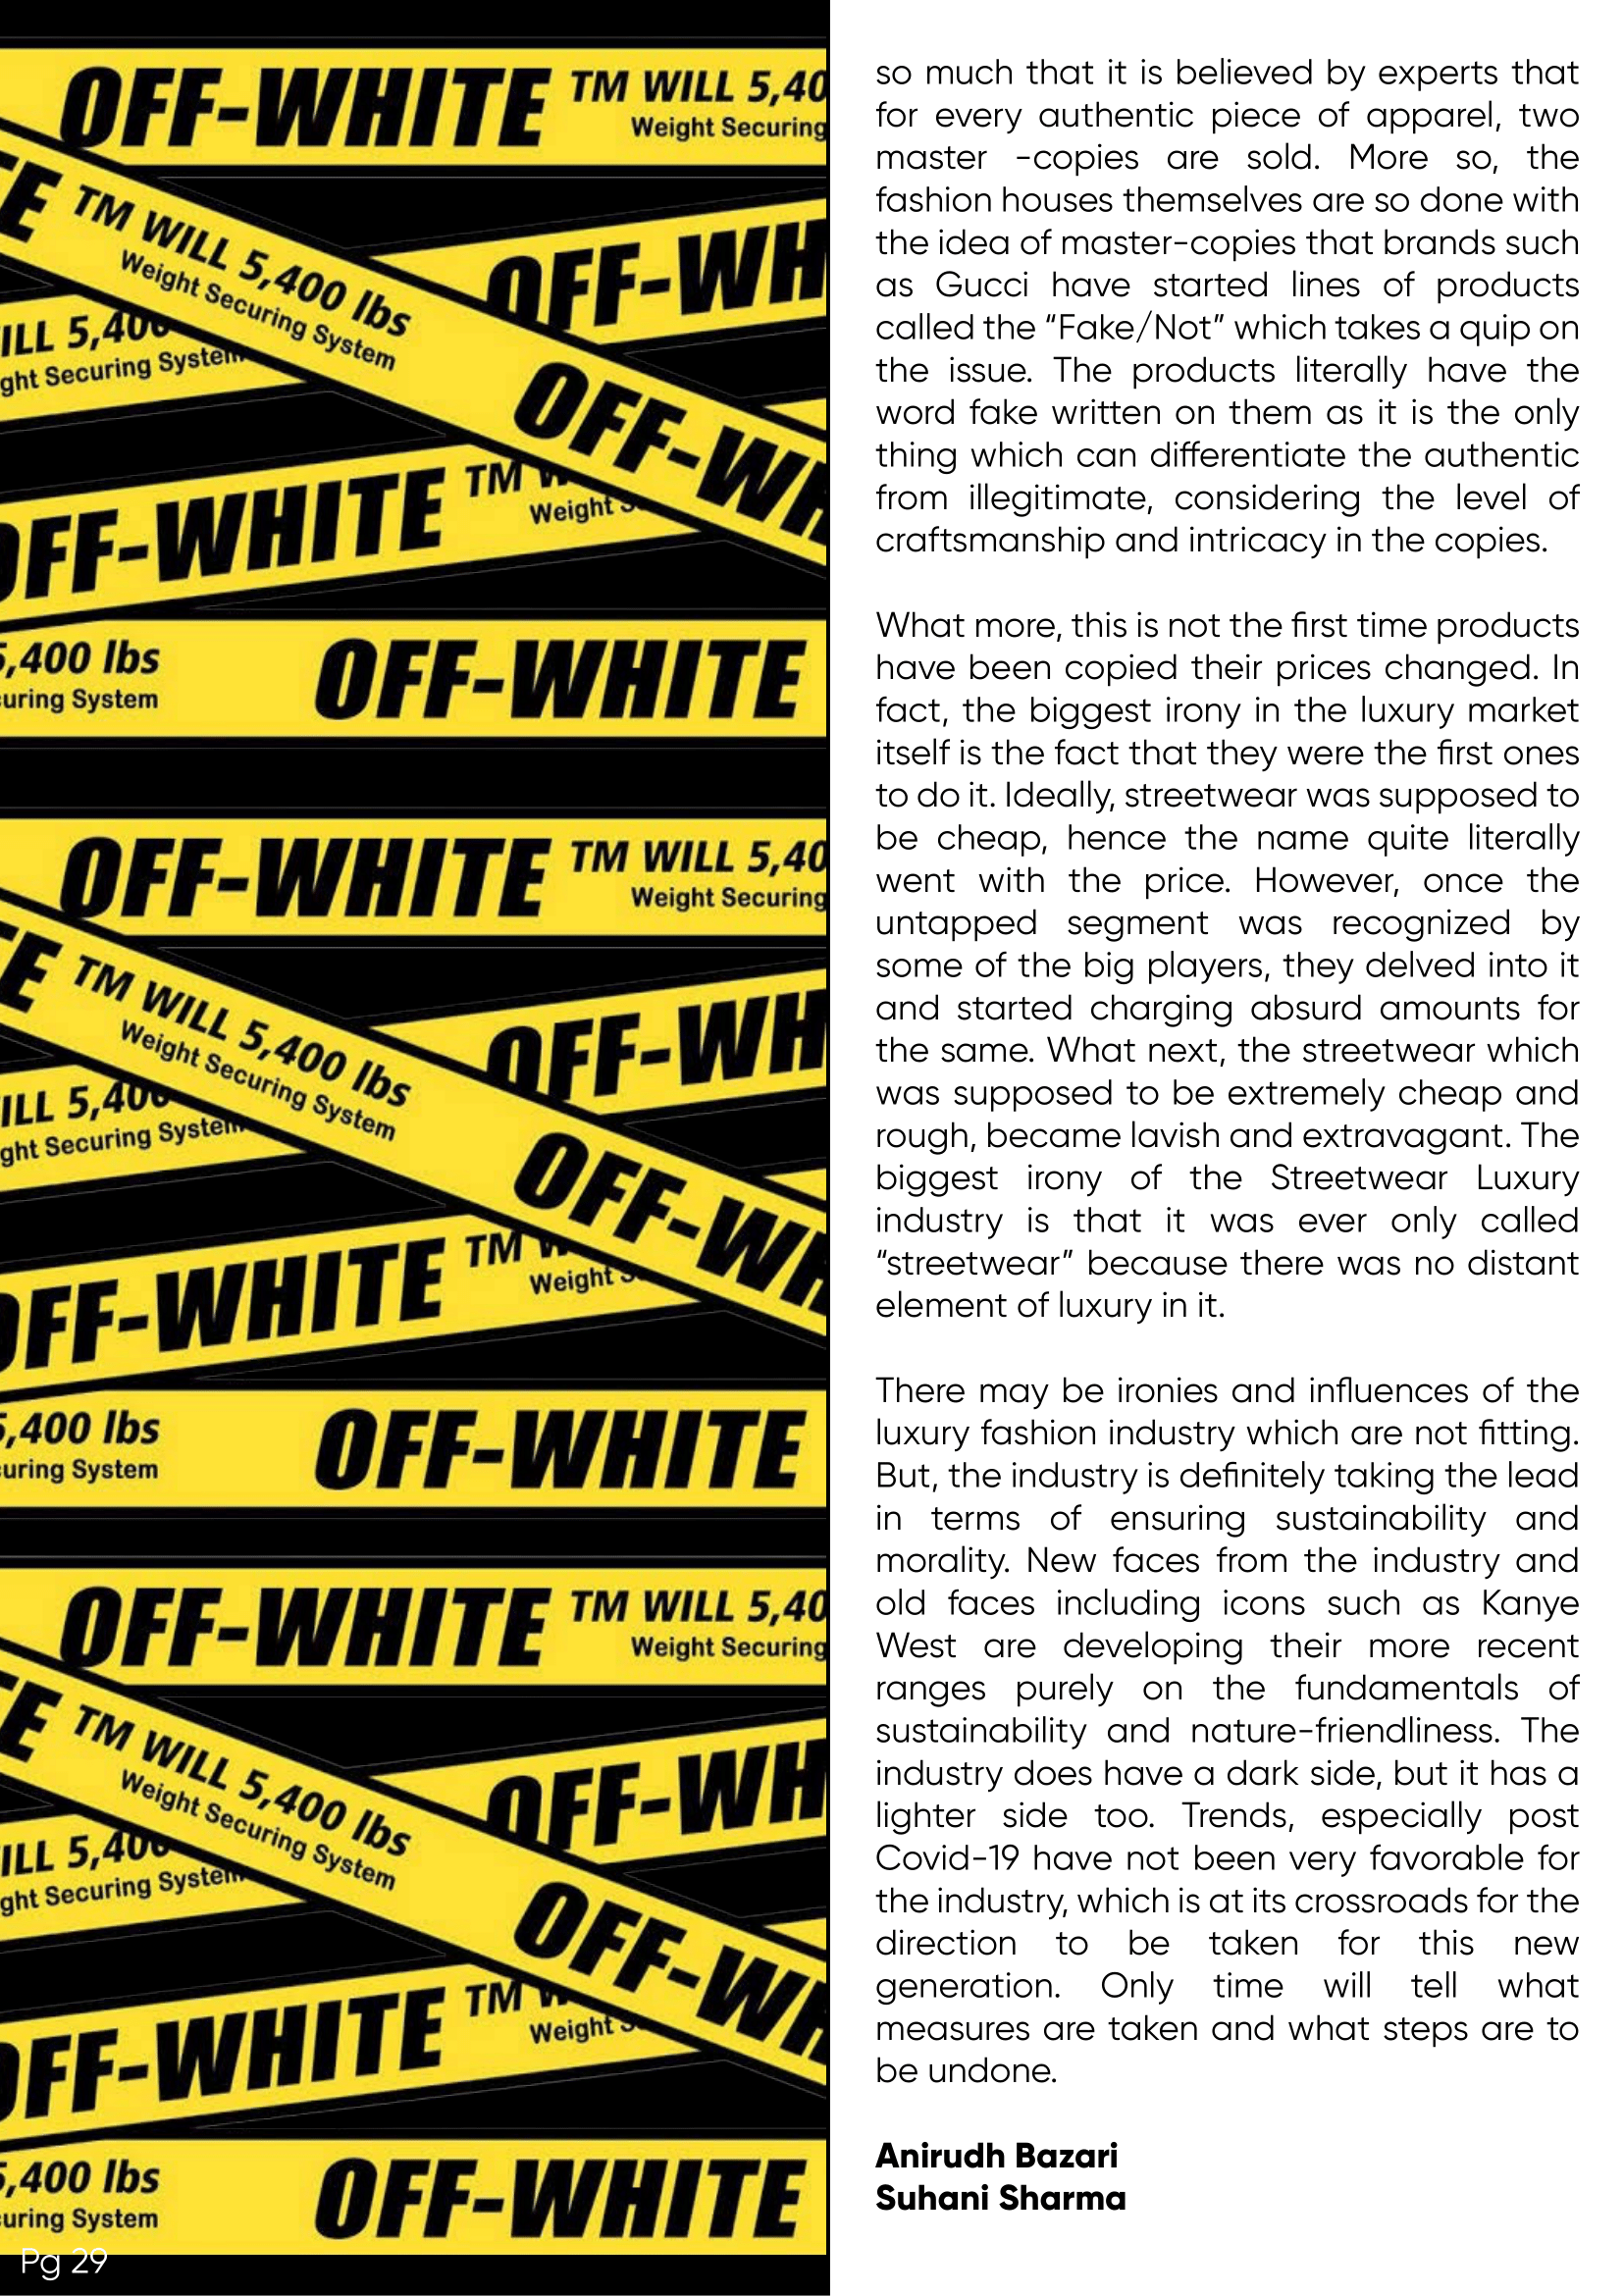 OFF-WHITE TM WILL 5,40
Weight Securing
TE TM WILL 5,400 lbs
Weight Securing System
OFF-WH
ILL 5,400
ght Securing System
OFF-WH
OFF-WHITE TM W
Weight S
5,400 lbs
uring System
OFF-WHITE
OFF-WHITE TM WILL 5,40
Weight Securing
TE TM WILL 5,400 lbs
Weight Securing System
OFF-WH
ILL 5,400
ght Securing System
OFF-WH
OFF-WHITE TM W
Weight S
5,400 lbs
uring System
OFF-WHITE
OFF-WHITE TM WILL 5,40
Weight Securing
TE TM WILL 5,400 lbs
Weight Securing System
OFF-WH
ILL 5,400
ght Securing System
OFF-WH
OFF-WHITE TM W
Weight S
5,400 lbs
uring System
OFF-WHITE
Pg 29
so much that it is believed by experts that
for every authentic piece of apparel, two
master -copies are sold. More so, the
fashion houses themselves are so done with
the idea of master-copies that brands such
as Gucci have started lines of products
called the “Fake/Not” which takes a quip on
the issue. The products literally have the
word fake written on them as it is the only
thing which can differentiate the authentic
from illegitimate, considering the level of
craftsmanship and intricacy in the copies.
What more, this is not the first time products
have been copied their prices changed. In
fact, the biggest irony in the luxury market
itself is the fact that they were the first ones
to do it. Ideally, streetwear was supposed to
be cheap, hence the name quite literally
went with the price. However, once the
untapped segment was recognized by
some of the big players, they delved into it
and started charging absurd amounts for
the same. What next, the streetwear which
was supposed to be extremely cheap and
rough, became lavish and extravagant. The
biggest irony of the Streetwear Luxury
industry is that it was ever only called
“streetwear” because there was no distant
element of luxury in it.
There may be ironies and influences of the
luxury fashion industry which are not fitting.
But, the industry is definitely taking the lead
in terms of ensuring sustainability and
morality. New faces from the industry and
old faces including icons such as Kanye
West are developing their more recent
ranges purely on the fundamentals of
sustainability and nature-friendliness. The
industry does have a dark side, but it has a
lighter side too. Trends, especially post
Covid-19 have not been very favorable for
the industry, which is at its crossroads for the
direction to be taken for this new
generation. Only time will tell what
measures are taken and what steps are to
be undone.
Anirudh Bazari
Suhani Sharma